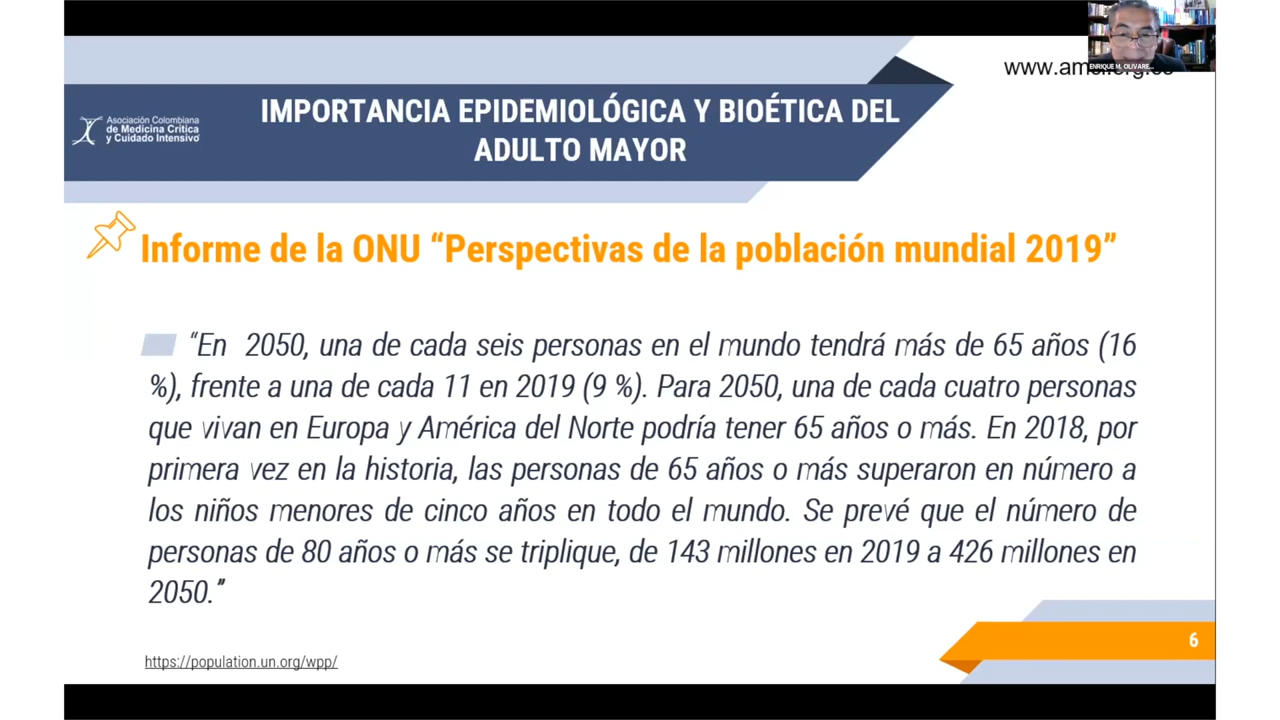 ENRIQUE M. OLIVARE...
www.amci.org.co
IMPORTANCIA EPIDEMIOLÓGICA Y BIOÉTICA DEL
ADULTO MAYOR
Asociación Colombiana
de Medicina Crítica
y Cuidado Intensivo
Informe de la ONU “Perspectivas de la población mundial 2019”
“En 2050, una de cada seis personas en el mundo tendrá más de 65 años (16
%), frente a una de cada 11 en 2019 (9 %). Para 2050, una de cada cuatro personas
que vivan en Europa y América del Norte podría tener 65 años o más. En 2018, por
primera vez en la historia, las personas de 65 años o más superaron en número a
los niños menores de cinco años en todo el mundo. Se prevé que el número de
personas de 80 años o más se triplique, de 143 millones en 2019 a 426 millones en
2050.”
6
https://population.un.org/wpp/